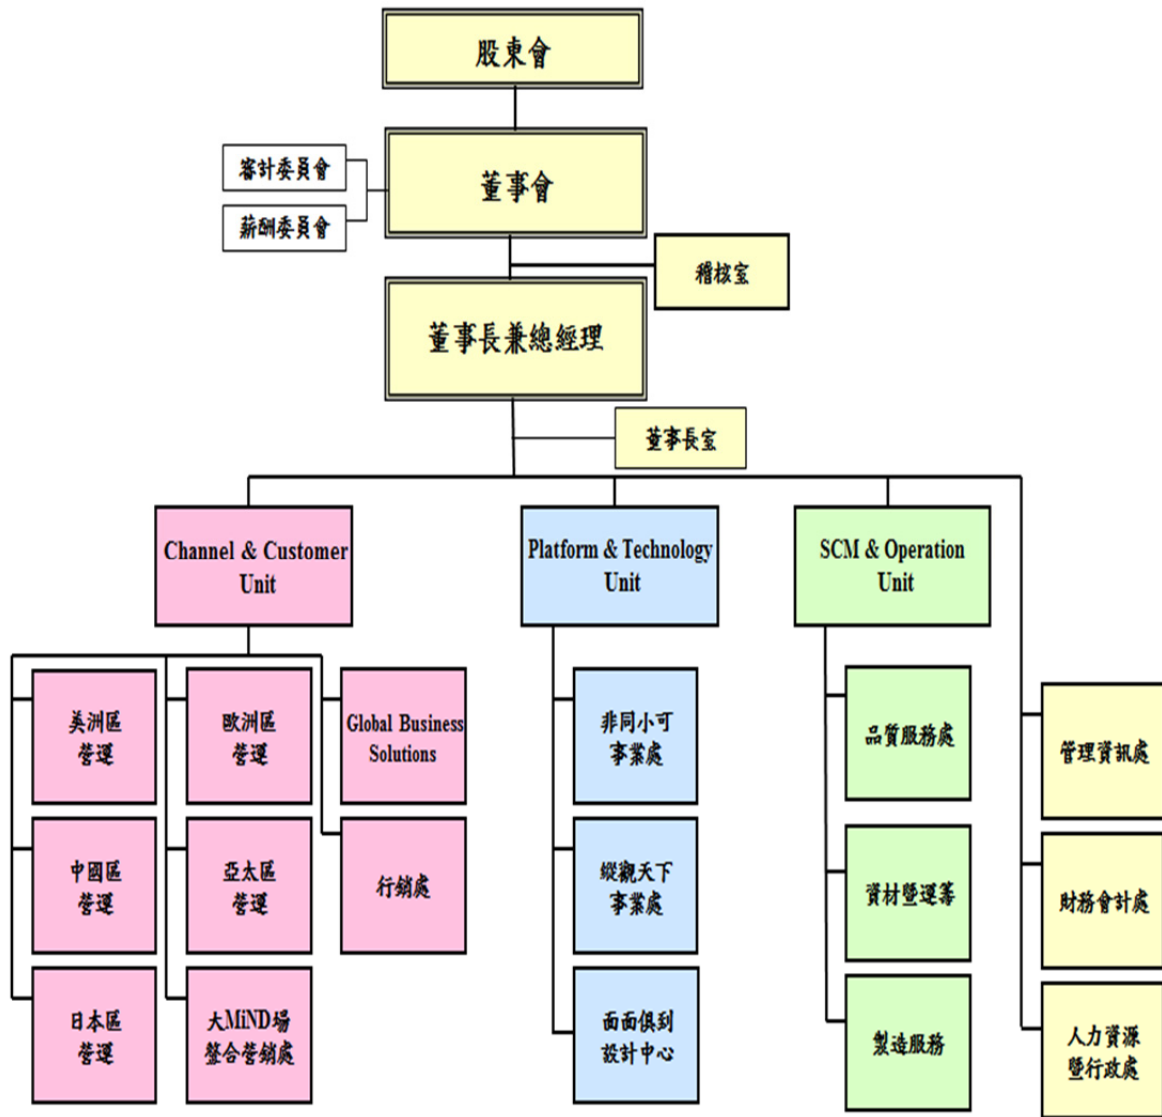 股東會
董事會
審計委員會
薪酬委員會
稽核室
董事長兼總經理
董事長室
Channel & Customer
Unit
Platform & Technology
Unit
SCM & Operation
Unit
美洲區
營運
歐洲區
營運
Global Business
Solutions
中國區
營運
亞太區
營運
行銷處
日本區
營運
大MiND場
整合營銷處
非同小可
事業處
縱觀天下
事業處
面面俱到
設計中心
品質服務處
資材暨運籌
製造服務
管理資訊處
財務會計處
人力資源
暨行政處